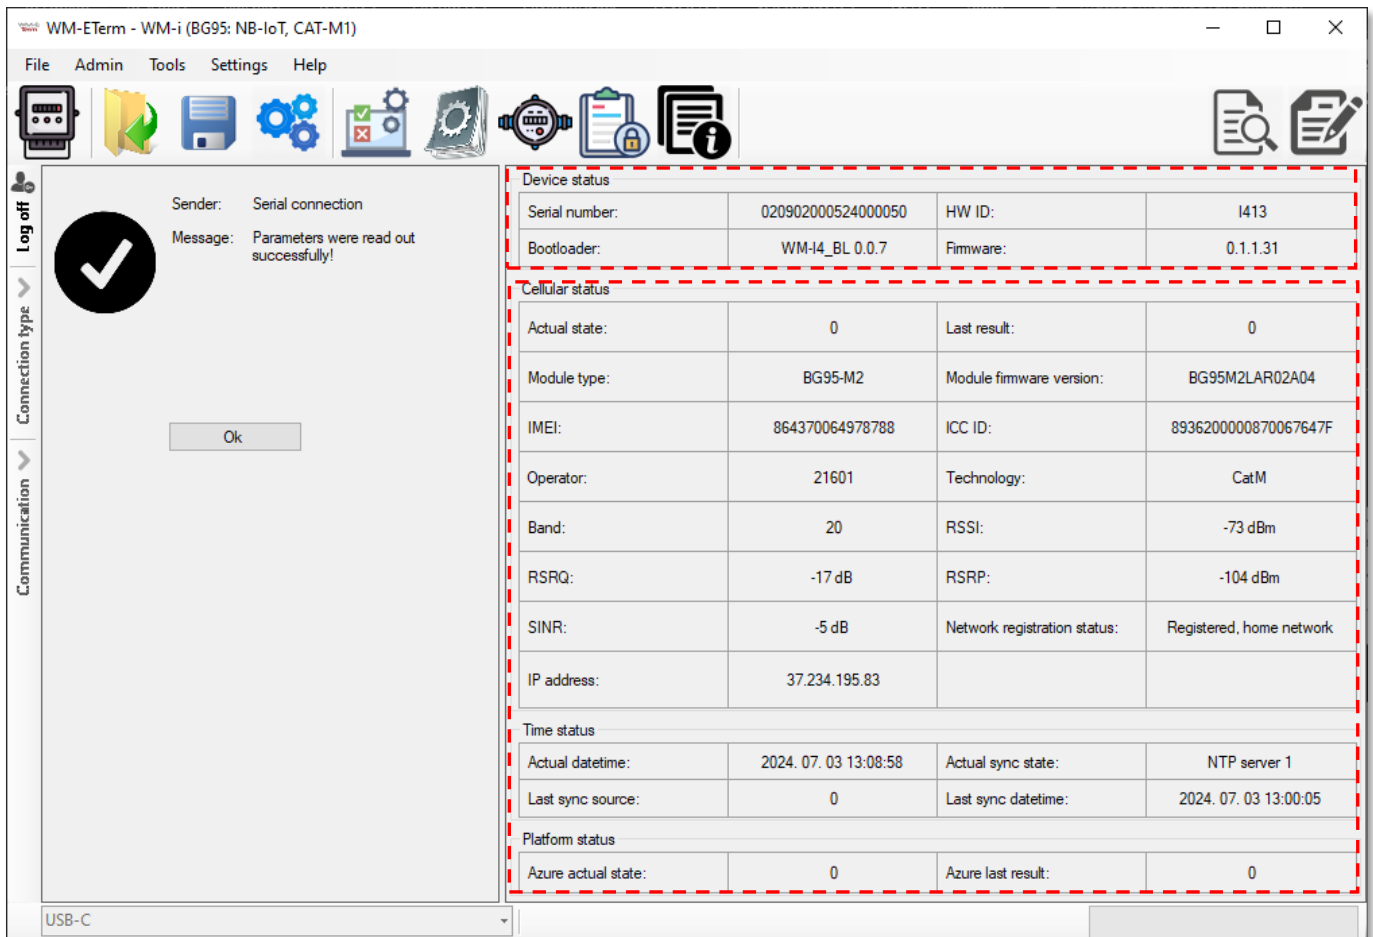 WM-ETerm - WM-i (BG95: NB-IoT, CAT-M1)
File Admin Tools Settings Help
Log off
Connection type
Communication
Sender: Serial connection
Message: Parameters were read out
successfully!
Ok
Device status
Serial number: 020902000524000050 HW ID: I413
Bootloader: WM-I4_BL 0.0.7 Firmware: 0.1.1.31
Cellular status
Actual state: 0 Last result: 0
Module type: BG95-M2 Module firmware version: BG95M2LAR02A04
IMEI: 864370064978788 ICC ID: 8936200000870067647F
Operator: 21601 Technology: CatM
Band: 20 RSSI: -73 dBm
RSRQ: -17 dB RSRP: -104 dBm
SINR: -5 dB Network registration status: Registered, home network
IP address: 37.234.195.83
Time status
Actual datetime: 2024. 07. 03 13:08:58 Actual sync state: NTP server 1
Last sync source: 0 Last sync datetime: 2024. 07. 03 13:00:05
Platform status
Azure actual state: 0 Azure last result: 0
USB-C